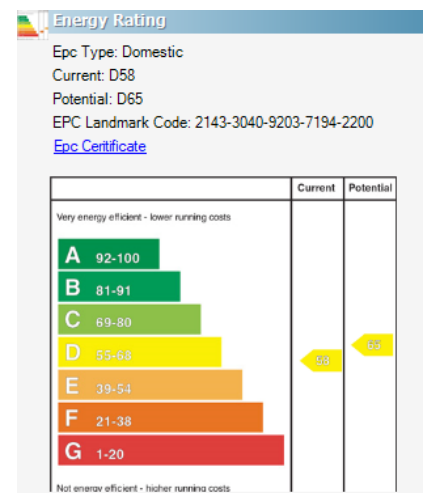 Energy Rating
Epc Type: Domestic
Current: D58
Potential: D65
EPC Landmark Code: 2143-3040-9203-7194-2200
Epc Ceritificate
Current Potential
Very energy efficient - lower running costs
A 92-100
B 81-91
C 69-80
D 55-68
58
65
E 39-54
F 21-38
G 1-20
Not energy efficient - higher running costs